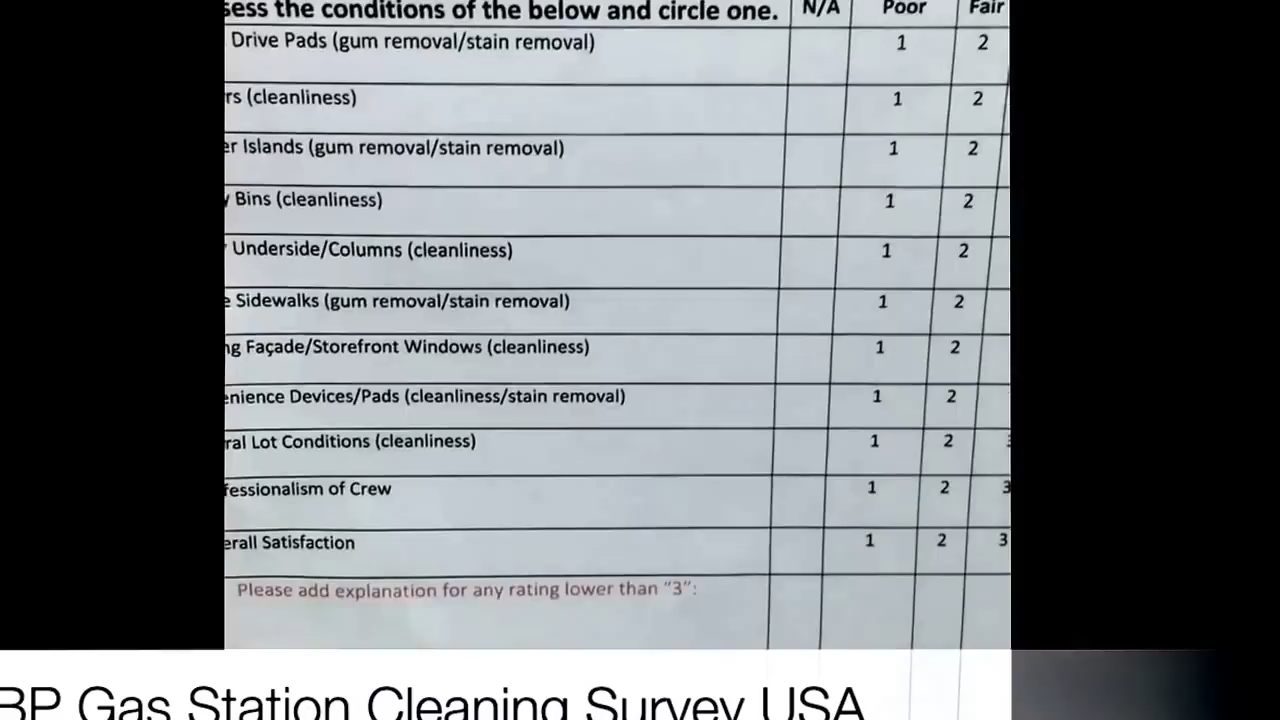 sess the conditions of the below and circle one. N/A Poor Fair
Drive Pads (gum removal/stain removal) 1 2
rs (cleanliness) 1 2
er Islands (gum removal/stain removal) 1 2
y Bins (cleanliness) 1 2
Underside/Columns (cleanliness) 1 2
e Sidewalks (gum removal/stain removal) 1 2
ng Façade/Storefront Windows (cleanliness) 1 2
enience Devices/Pads (cleanliness/stain removal) 1 2
ral Lot Conditions (cleanliness) 1 2 3
fessionalism of Crew 1 2 3
erall Satisfaction 1 2 3
Please add explanation for any rating lower than “3”:
BP Gas Station Cleaning Survey USA